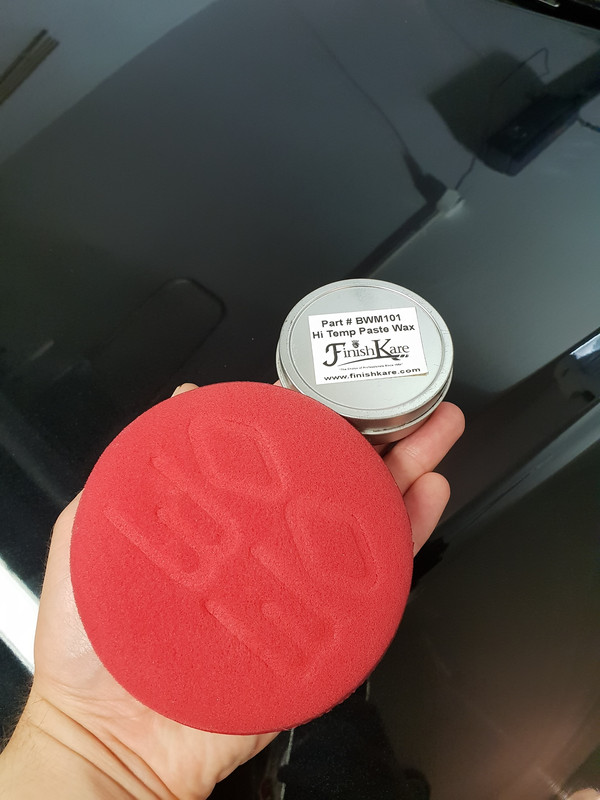 Part # BWM101
Hi Temp Paste Wax
FinishKare
www.finishkare.com